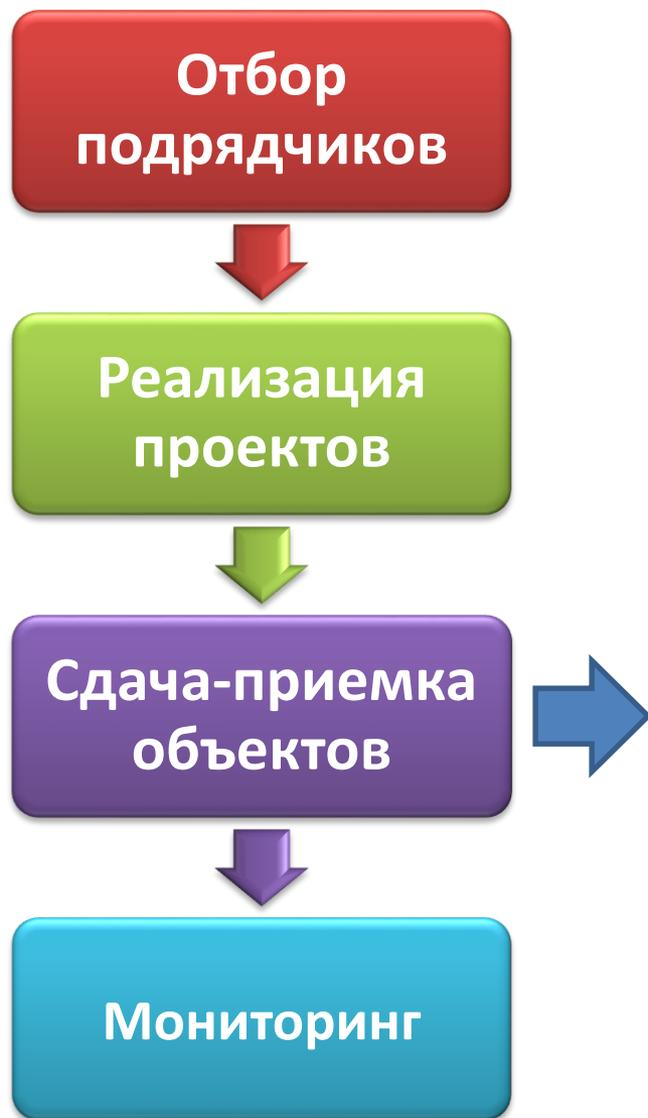 Отбор
подрядчиков
Реализация
проектов
Сдача-приемка
объектов
Мониторинг